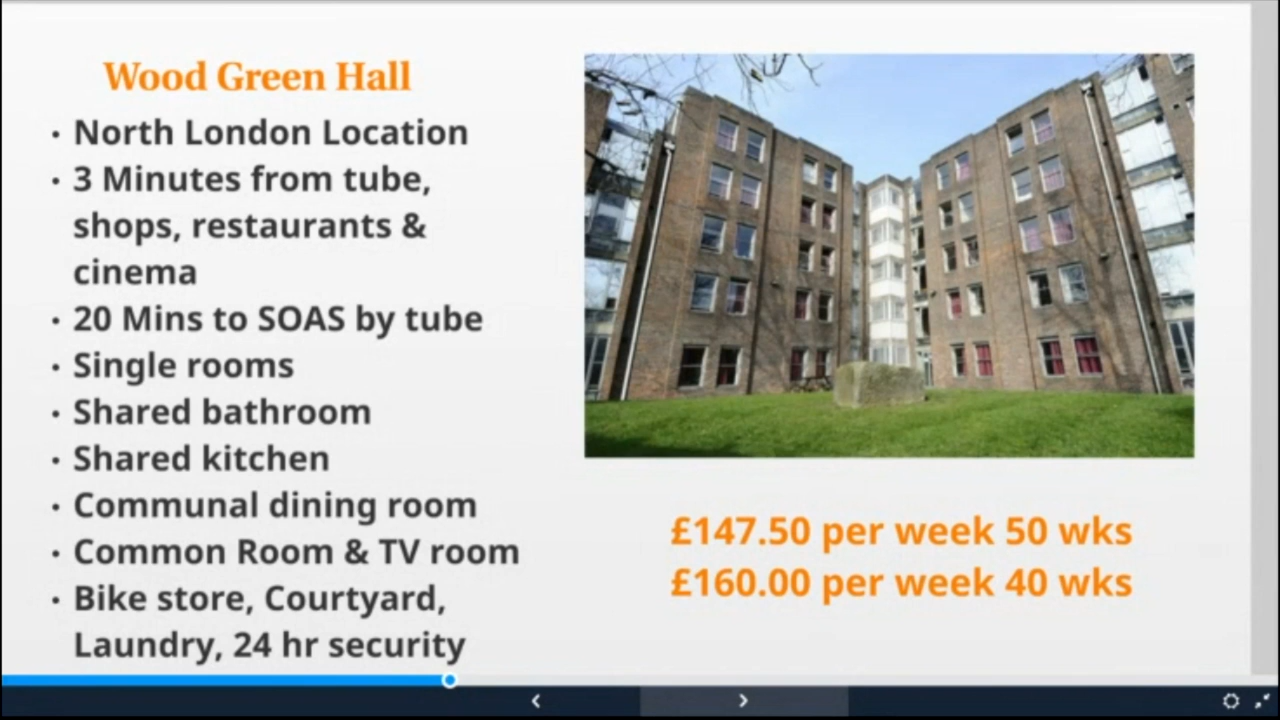 Wood Green Hall
• North London Location
• 3 Minutes from tube,
shops, restaurants &
cinema
• 20 Mins to SOAS by tube
• Single rooms
• Shared bathroom
• Shared kitchen
• Communal dining room
• Common Room & TV room
• Bike store, Courtyard,
Laundry, 24 hr security
£147.50 per week 50 wks
£160.00 per week 40 wks